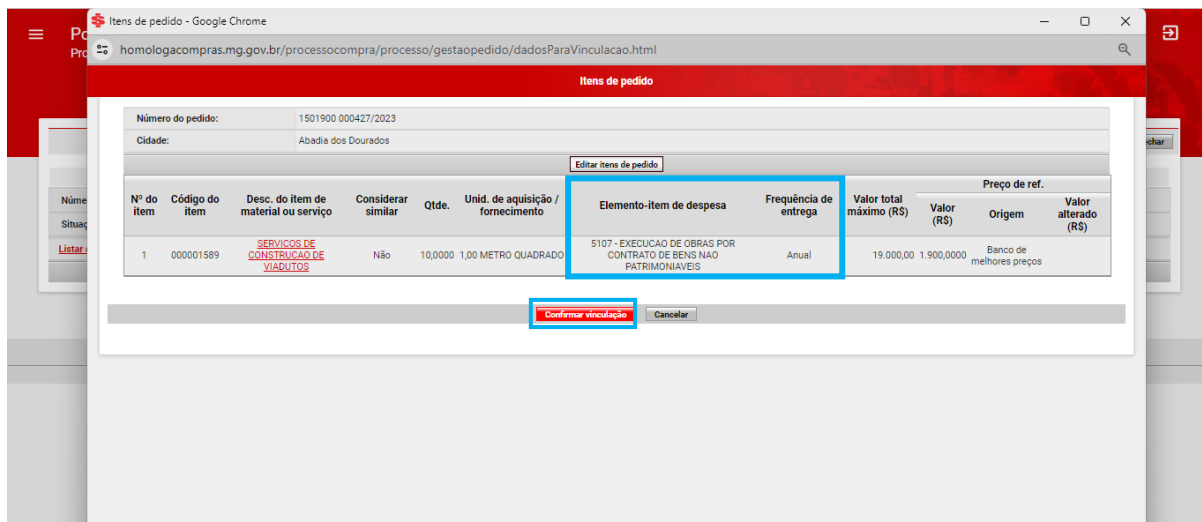 Itens de pedido - Google Chrome
homologacompras.mg.gov.br/processocompra/processo/gestaopedido/dadosParaVinculacao.html
Itens de pedido
Número do pedido: 1501900 000427/2023
Cidade: Abadia dos Dourados
Editar itens de pedido
Nº do item
Código do item
Desc. do item de material ou serviço
Considerar similar
Qtde.
Unid. de aquisição / fornecimento
Elemento-item de despesa
Frequência de entrega
Valor total máximo (R$)
Preço de ref.
Valor (R$)
Origem
Valor alterado (R$)
1
000001589
SERVICOS DE
CONSTRUCAO DE
VIADUTOS
Não
10,0000
1,00 METRO QUADRADO
5107 - EXECUCAO DE OBRAS POR
CONTRATO DE BENS NAO
PATRIMONIAVEIS
Anual
19.000,00
1.900,0000
Banco de
melhores preços
Confirmar vinculação
Cancelar
Po
Pro
Núme
Situaç
Listar
char